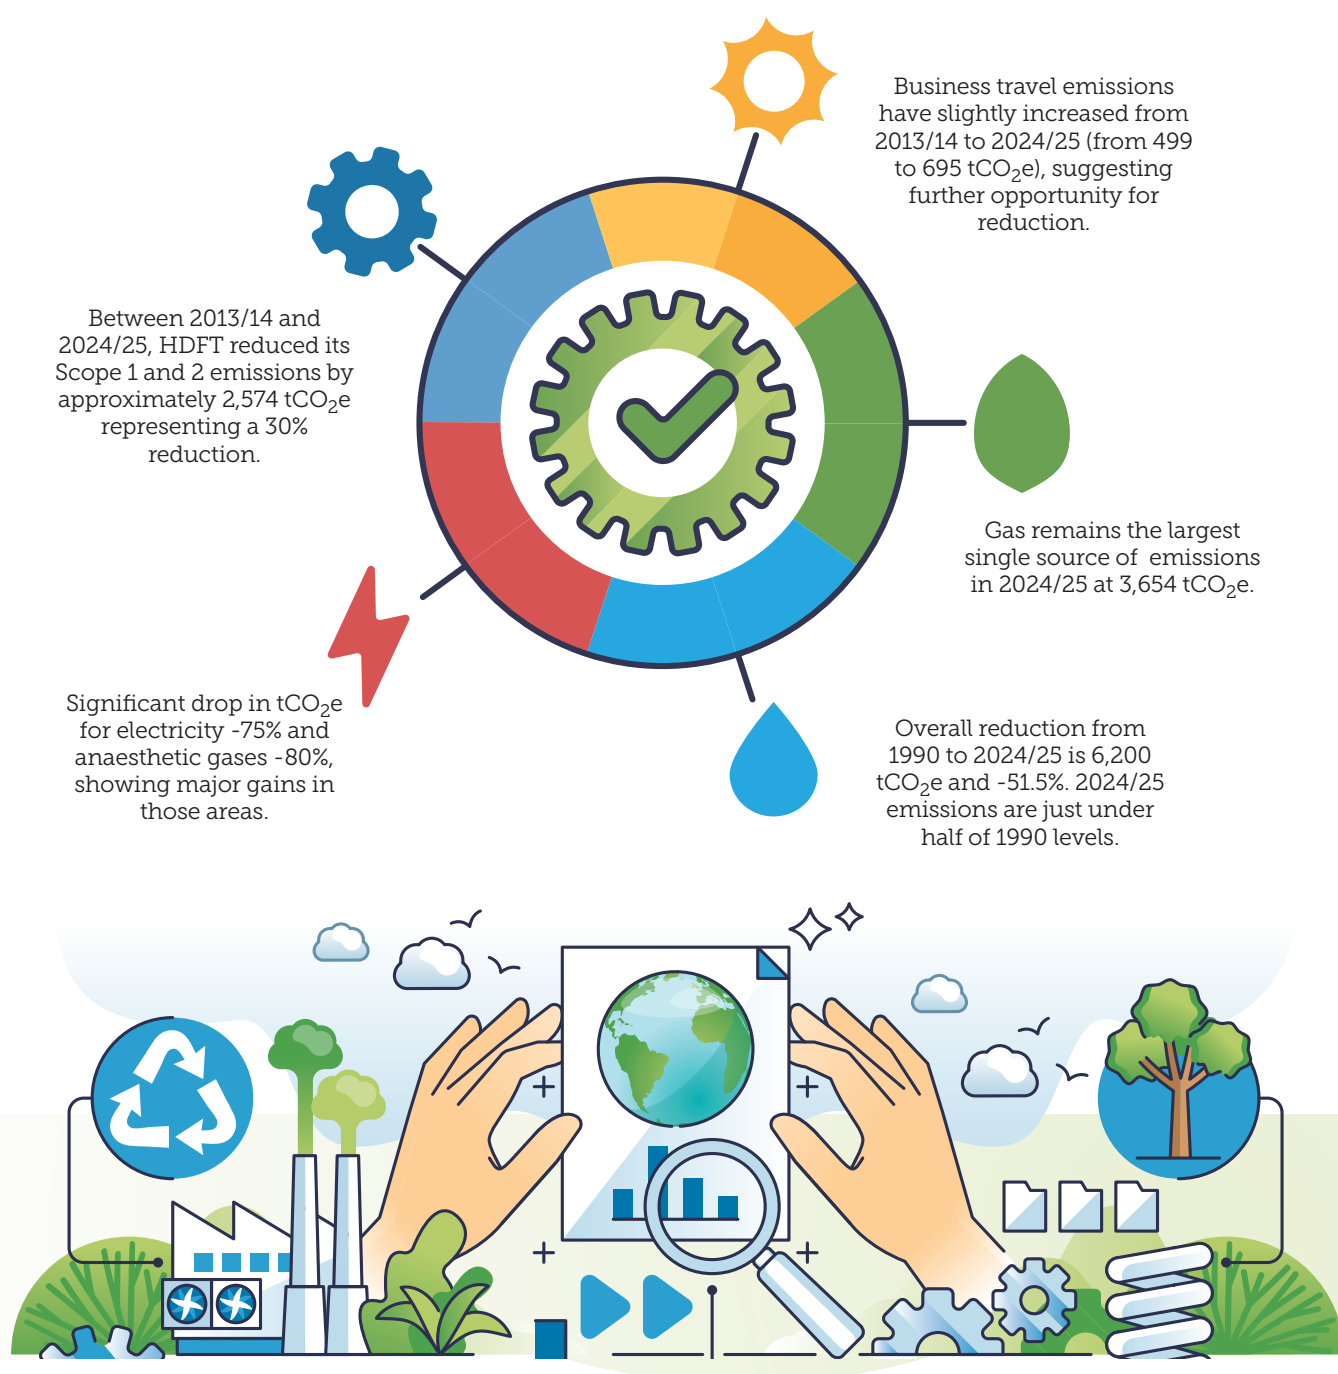 Business travel emissions
have slightly increased from
2013/14 to 2024/25 (from 499
to 695 tCO₂e), suggesting
further opportunity for
reduction.
Between 2013/14 and
2024/25, HDFT reduced its
Scope 1 and 2 emissions by
approximately 2,574 tCO₂e
representing a 30%
reduction.
Gas remains the largest
single source of emissions
in 2024/25 at 3,654 tCO₂e.
Significant drop in tCO₂e
for electricity -75% and
anaesthetic gases -80%,
showing major gains in
those areas.
Overall reduction from
1990 to 2024/25 is 6,200
tCO₂e and -51.5%. 2024/25
emissions are just under
half of 1990 levels.